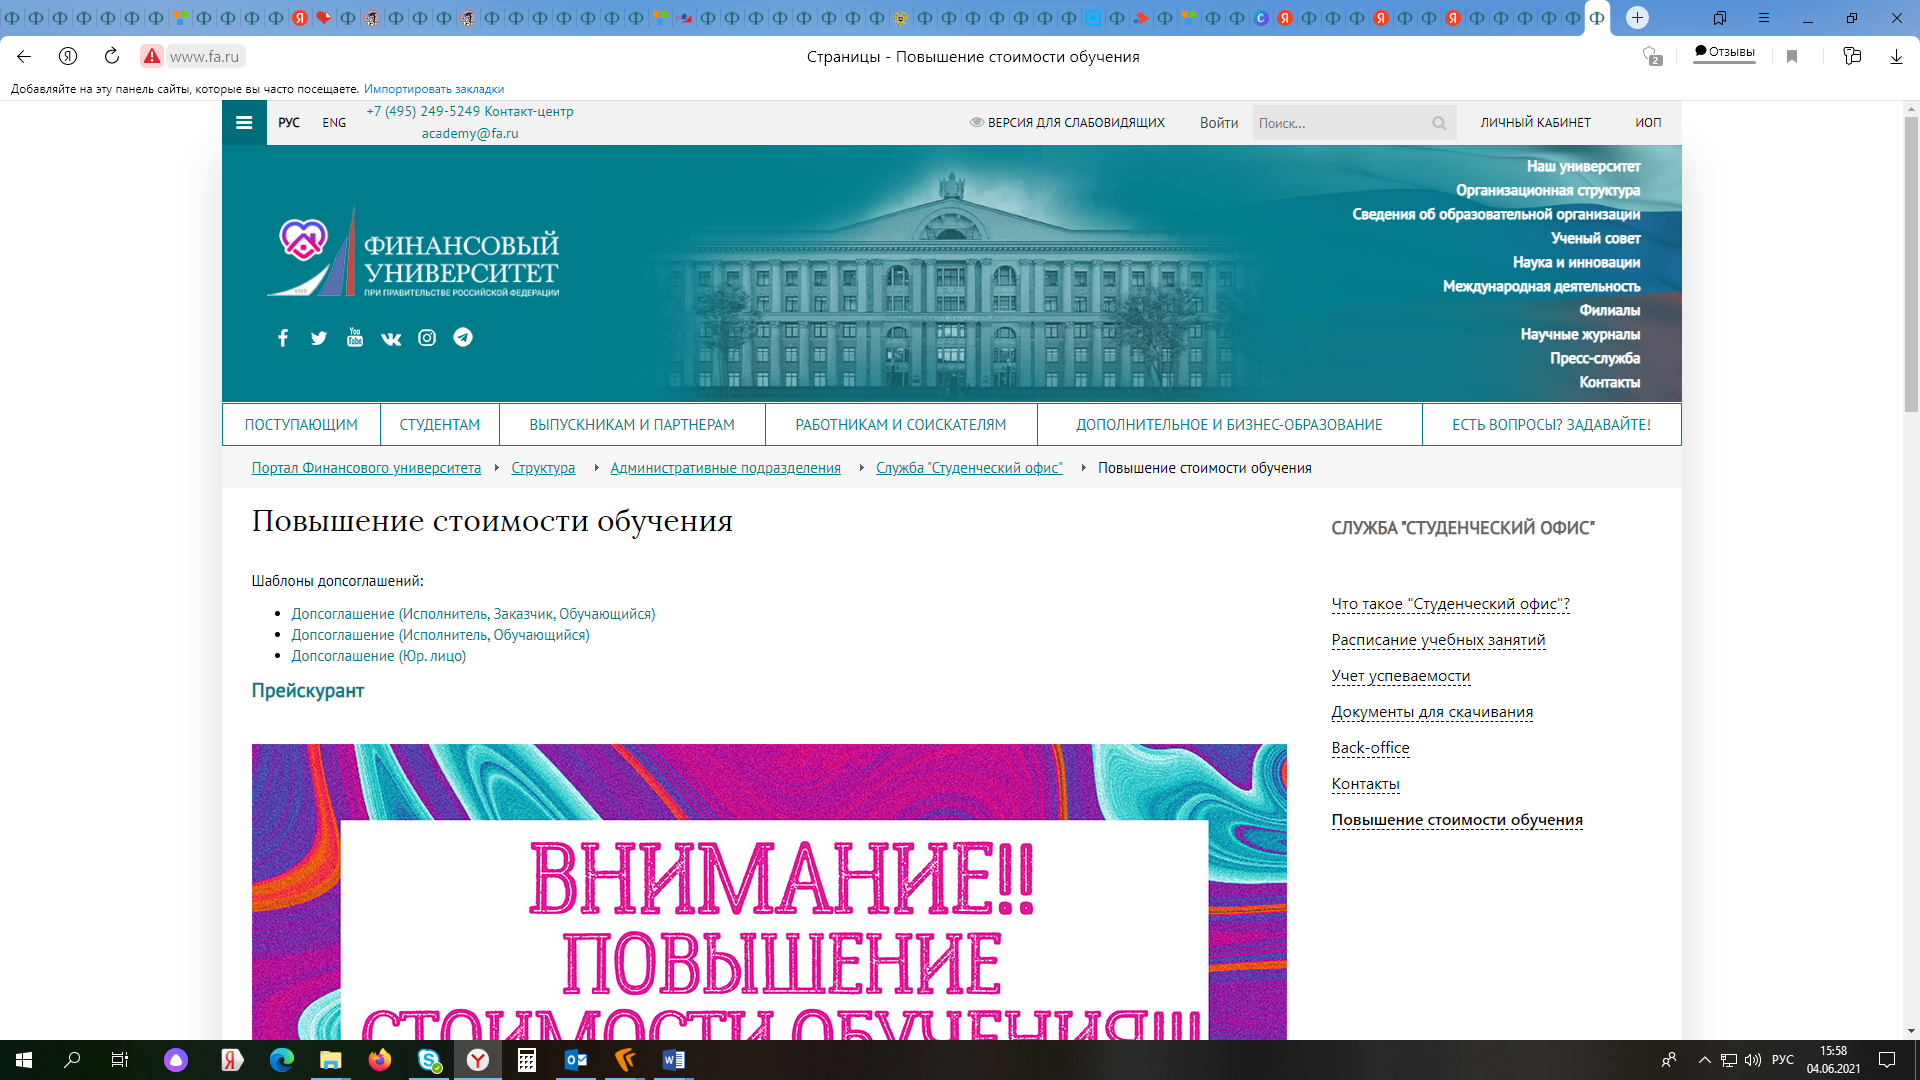 www.fa.ru
Страницы - Повышение стоимости обучения
2
Отзывы
Добавляйте на эту панель сайты, которые вы часто посещаете. Импортировать закладки
РУС
ENG
+7 (495) 249-5249 Контакт-центр
academy@fa.ru
ВЕРСИЯ ДЛЯ СЛАБОВИДЯЩИХ
Войти
Поиск...
ЛИЧНЫЙ КАБИНЕТ
ИОП
ФИНАНСОВЫЙ
УНИВЕРСИТЕТ
ПРИ ПРАВИТЕЛЬСТВЕ РОССИЙСКОЙ ФЕДЕРАЦИИ
Наш университет
Организационная структура
Сведения об образовательной организации
Ученый совет
Наука и инновации
Международная деятельность
Филиалы
Научные журналы
Пресс-служба
Контакты
ПОСТУПАЮЩИМ
СТУДЕНТАМ
ВЫПУСКНИКАМ И ПАРТНЕРАМ
РАБОТНИКАМ И СОИСКАТЕЛЯМ
ДОПОЛНИТЕЛЬНОЕ И БИЗНЕС-ОБРАЗОВАНИЕ
ЕСТЬ ВОПРОСЫ? ЗАДАВАЙТЕ!
Портал Финансового университета
Структура
Административные подразделения
Служба "Студенческий офис"
Повышение стоимости обучения
Повышение стоимости обучения
Шаблоны допсоглашений:
Допсоглашение (Исполнитель, Заказчик, Обучающийся)
Допсоглашение (Исполнитель, Обучающийся)
Допсоглашение (Юр. лицо)
Прейскурант
ВНИМАНИЕ!!
ПОВЫШЕНИЕ
СТОИМОСТИ ОБУЧЕНИЯ!!!
СЛУЖБА "СТУДЕНЧЕСКИЙ ОФИС"
Что такое "Студенческий офис"?
Расписание учебных занятий
Учет успеваемости
Документы для скачивания
Back-office
Контакты
Повышение стоимости обучения
РУС
15:58
04.06.2021